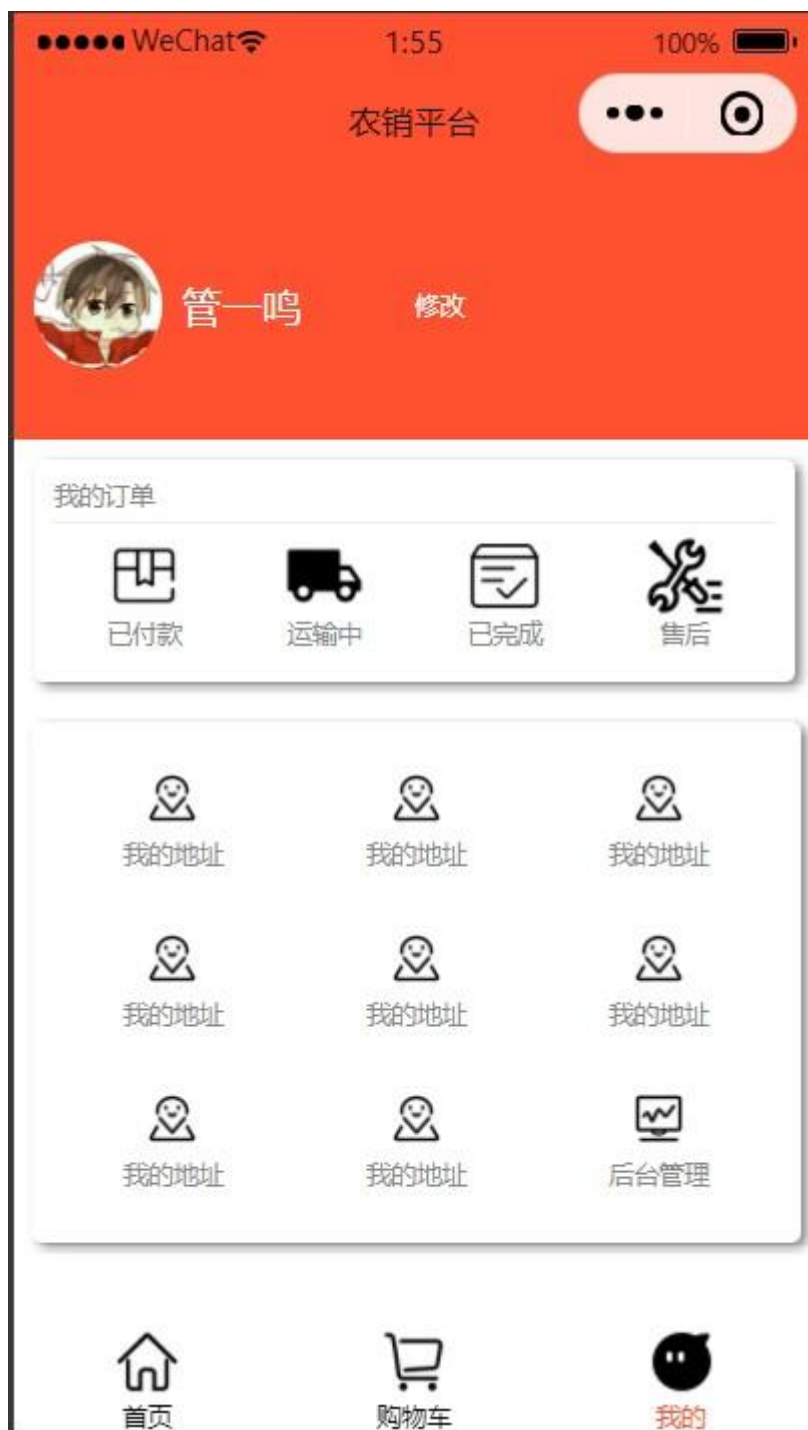 WeChat 1:55 100%
农销平台
管一鸣 修改
我的订单
已付款 运输中 已完成 售后
我的地址 我的地址 我的地址
我的地址 我的地址 我的地址
我的地址 我的地址 后台管理
首页 购物车 我的